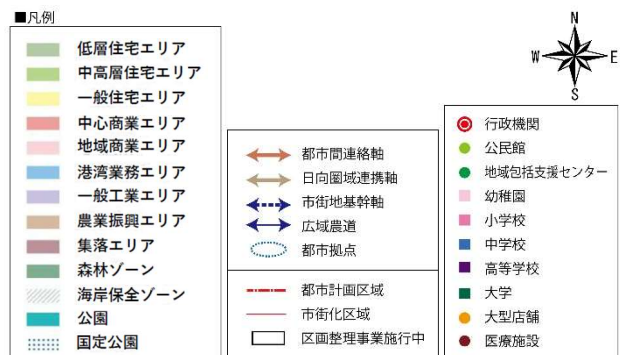 ■凡例
低層住宅エリア
中高層住宅エリア
一般住宅エリア
中心商業エリア
地域商業エリア
港湾業務エリア
一般工業エリア
農業振興エリア
集落エリア
森林ゾーン
海岸保全ゾーン
公園
国定公園
都市間連絡軸
日向圏域連携軸
市街地基幹軸
広域農道
都市拠点
都市計画区域
市街化区域
区画整理事業施行中
N
W
E
S
行政機関
公民館
地域包括支援センター
幼稚園
小学校
中学校
高等学校
大学
大型店舗
医療施設